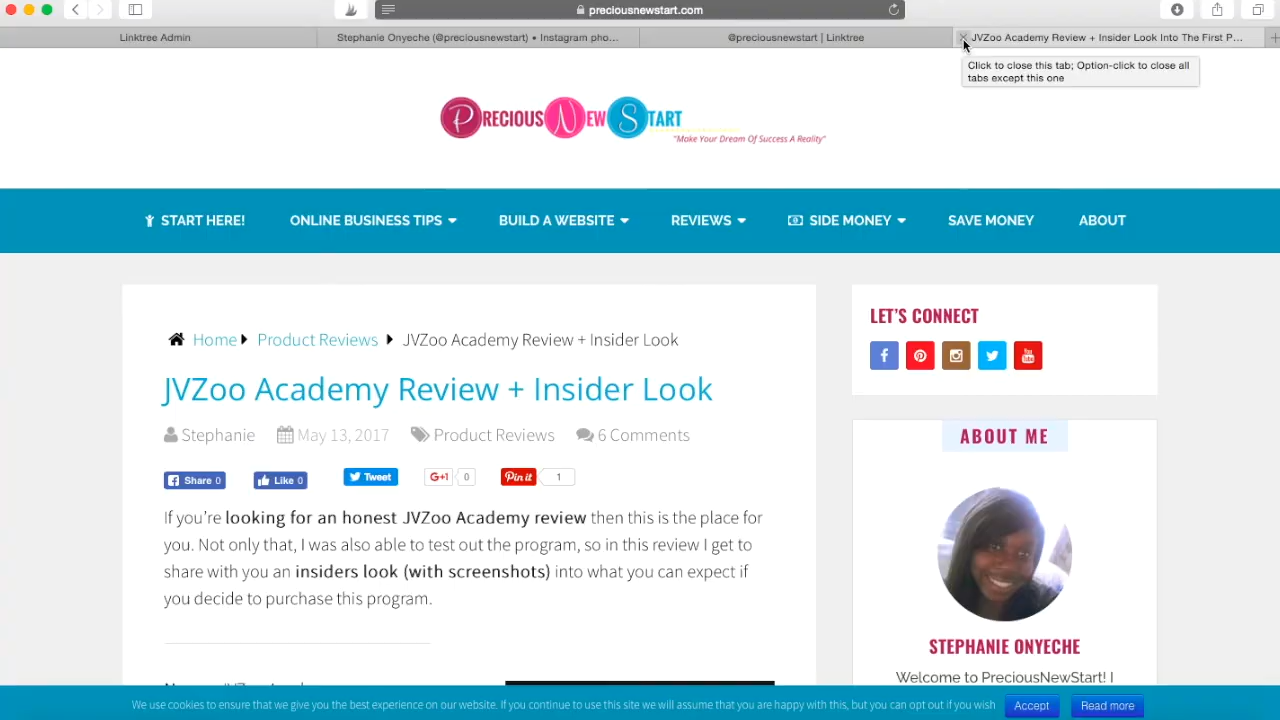 preciousnewstart.com
Linktree Admin
Stephanie Onyeche (@preciousnewstart) • Instagram pho...
@preciousnewstart | Linktree
JVZoo Academy Review + Insider Look Into The First P...
Click to close this tab; Option-click to close all
tabs except this one
PRECIOUS NEW START
"Make Your Dream Of Success A Reality"
START HERE!
ONLINE BUSINESS TIPS
BUILD A WEBSITE
REVIEWS
SIDE MONEY
SAVE MONEY
ABOUT
Home Product Reviews JVZoo Academy Review + Insider Look
JVZoo Academy Review + Insider Look
Stephanie May 13, 2017 Product Reviews 6 Comments
Share 0 Like 0 Tweet G+1 0 Pin it 1
If you're looking for an honest JVZoo Academy review then this is the place for
you. Not only that, I was also able to test out the program, so in this review I get to
share with you an insiders look (with screenshots) into what you can expect if
you decide to purchase this program.
LET'S CONNECT
ABOUT ME
STEPHANIE ONYECHE
Welcome to PreciousNewStart! I
We use cookies to ensure that we give you the best experience on our website. If you continue to use this site we will assume that you are happy with this, but you can opt out if you wish
Accept
Read more